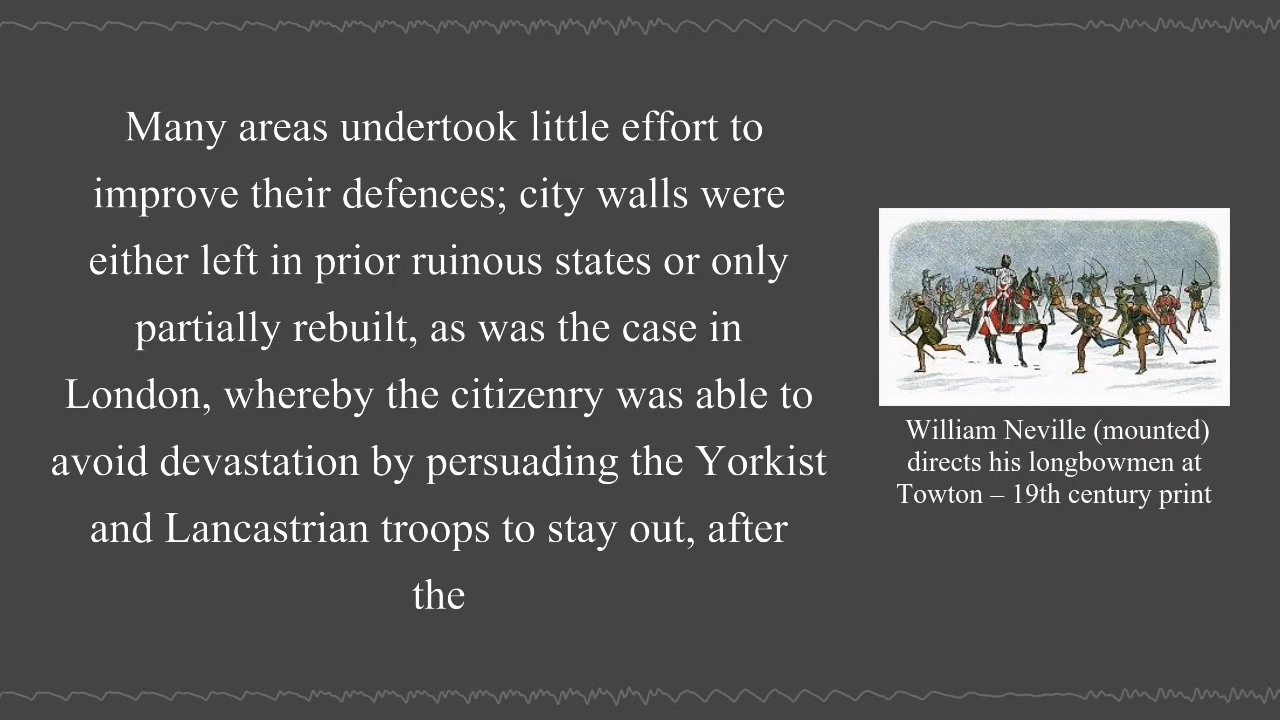 Many areas undertook little effort to
improve their defences; city walls were
either left in prior ruinous states or only
partially rebuilt, as was the case in
London, whereby the citizenry was able to
avoid devastation by persuading the Yorkist
and Lancastrian troops to stay out, after
the
William Neville (mounted)
directs his longbowmen at
Towton – 19th century print